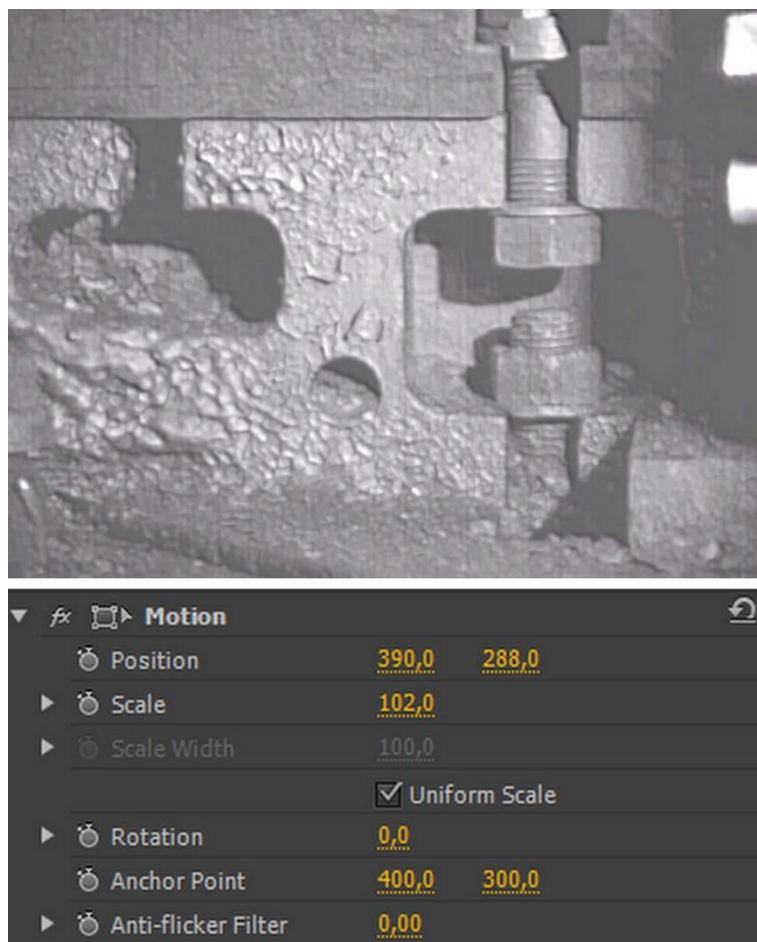 fx Motion
Position 390,0 288,0
Scale 102,0
Scale Width 100,0
Uniform Scale
Rotation 0,0
Anchor Point 400,0 300,0
Anti-flicker Filter 0,00